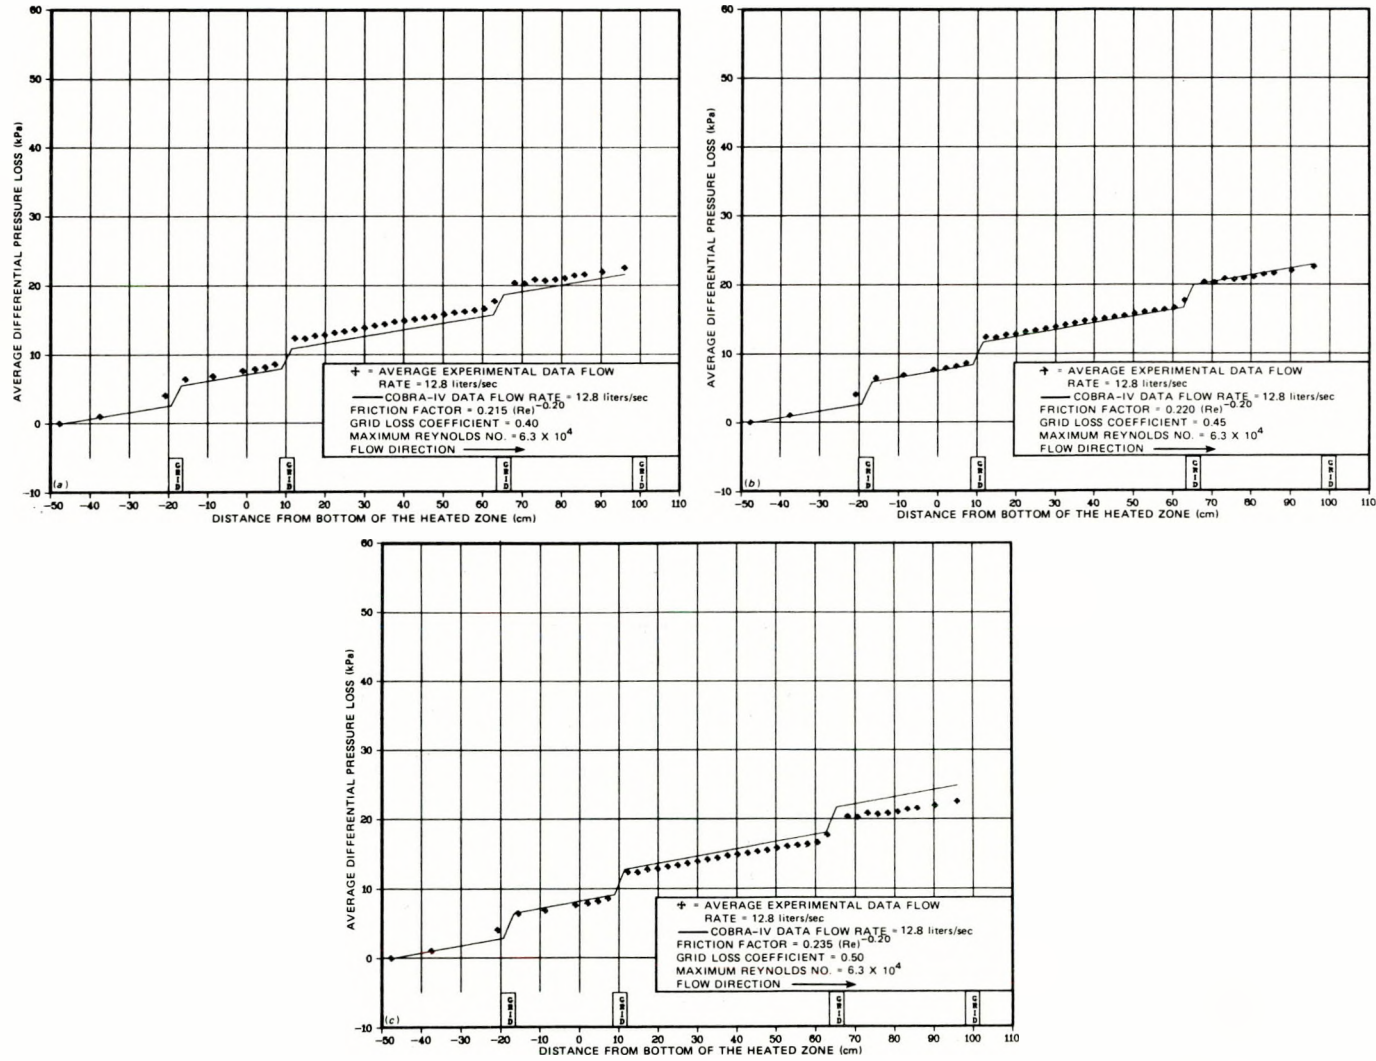 60
50
40
30
20
10
0
-10
AVERAGE DIFFERENTIAL PRESSURE LOSS (kPa)
+ = AVERAGE EXPERIMENTAL DATA FLOW
RATE = 12.8 liters/sec
— COBRA-IV DATA FLOW RATE = 12.8 liters/sec
FRICTION FACTOR = 0.215 (Re)^-0.20
GRID LOSS COEFFICIENT = 0.40
MAXIMUM REYNOLDS NO. = 6.3 X 10^4
FLOW DIRECTION →
(a)
GRID
GRID
GRID
GRID
-50 -40 -30 -20 -10 0 10 20 30 40 50 60 70 80 90 100 110
DISTANCE FROM BOTTOM OF THE HEATED ZONE (cm)
60
50
40
30
20
10
0
-10
AVERAGE DIFFERENTIAL PRESSURE LOSS (kPa)
+ = AVERAGE EXPERIMENTAL DATA FLOW
RATE = 12.8 liters/sec
— COBRA-IV DATA FLOW RATE = 12.8 liters/sec
FRICTION FACTOR = 0.220 (Re)^-0.20
GRID LOSS COEFFICIENT = 0.45
MAXIMUM REYNOLDS NO. = 6.3 X 10^4
FLOW DIRECTION →
(b)
GRID
GRID
GRID
GRID
-50 -40 -30 -20 -10 0 10 20 30 40 50 60 70 80 90 100 110
DISTANCE FROM BOTTOM OF THE HEATED ZONE (cm)
60
50
40
30
20
10
0
-10
AVERAGE DIFFERENTIAL PRESSURE LOSS (kPa)
+ = AVERAGE EXPERIMENTAL DATA FLOW
RATE = 12.8 liters/sec
— COBRA-IV DATA FLOW RATE = 12.8 liters/sec
FRICTION FACTOR = 0.235 (Re)^-0.20
GRID LOSS COEFFICIENT = 0.50
MAXIMUM REYNOLDS NO. = 6.3 X 10^4
FLOW DIRECTION →
(c)
GRID
GRID
GRID
GRID
-50 -40 -30 -20 -10 0 10 20 30 40 50 60 70 80 90 100 110
DISTANCE FROM BOTTOM OF THE HEATED ZONE (cm)